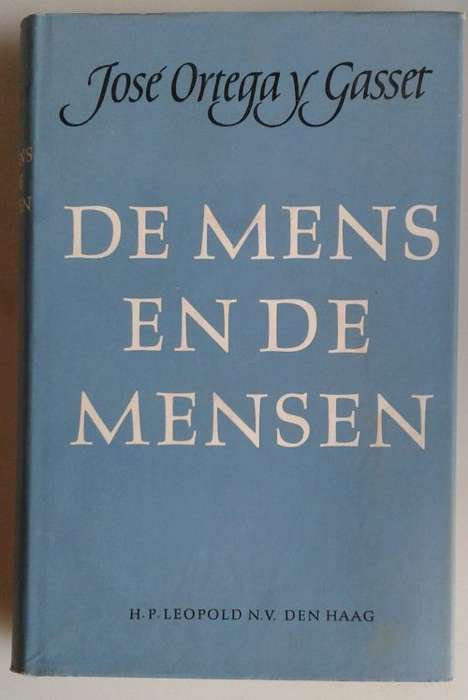 José Ortega y Gasset
DE MENS
EN DE
MENSEN
H.P. LEOPOLD N.V. DEN HAAG